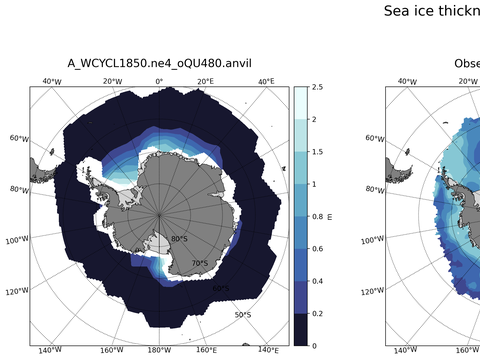 Sea ice thickn
A_WCYCL1850.ne4_oQU480.anvil
Obse
40°W 20°W 0° 20°E 40°E
40°W
60°W
60°W
80°W
80°W
100°W
100°W
120°W
120°W
140°W 160°W 180°W 160°E 140°E
140°W 160°
80°S
70°S
60°S
50°S
2.5
2
1.5
1
0.8
0.6
0.4
0.2
0
m